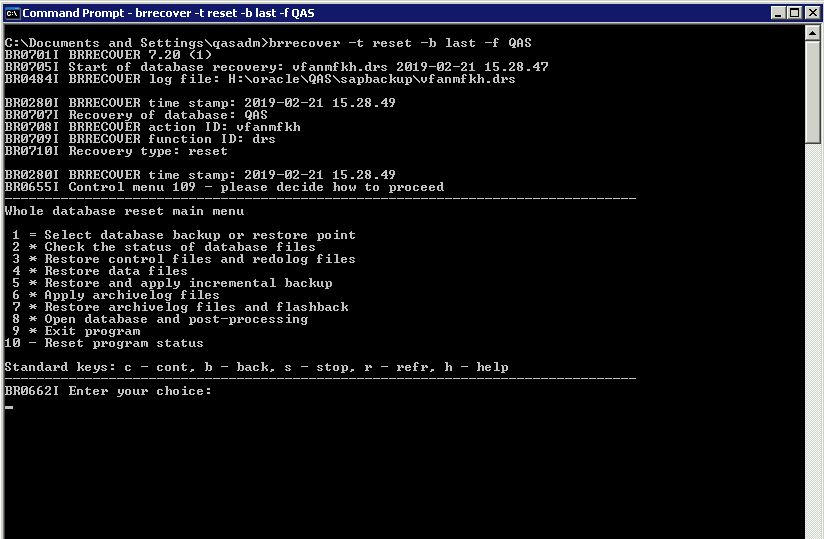 Command Prompt - brrecover -t reset -b last -f QAS
C:\Documents and Settings\qasadm>brrecover -t reset -b last -f QAS
BR0701I BRRECOVER 7.20 (1)
BR0705I Start of database recovery: vfanmfkh.drs 2019-02-21 15.28.47
BR0484I BRRECOVER log file: H:\oracle\QAS\sapbackup\vfanmfkh.drs
BR0280I BRRECOVER time stamp: 2019-02-21 15.28.49
BR0707I Recovery of database: QAS
BR0708I BRRECOVER action ID: vfanmfkh
BR0709I BRRECOVER function ID: drs
BR0710I Recovery type: reset
BR0280I BRRECOVER time stamp: 2019-02-21 15.28.49
BR0655I Control menu 109 - please decide how to proceed
-------------------------------------------------------------------------------
Whole database reset main menu
1 = Select database backup or restore point
2 * Check the status of database files
3 * Restore control files and redolog files
4 * Restore data files
5 * Restore and apply incremental backup
6 * Apply archivelog files
7 * Restore archivelog files and flashback
8 * Open database and post-processing
9 * Exit program
10 - Reset program status
Standard keys: c - cont, b - back, s - stop, r - refr, h - help
-------------------------------------------------------------------------------
BR0662I Enter your choice: